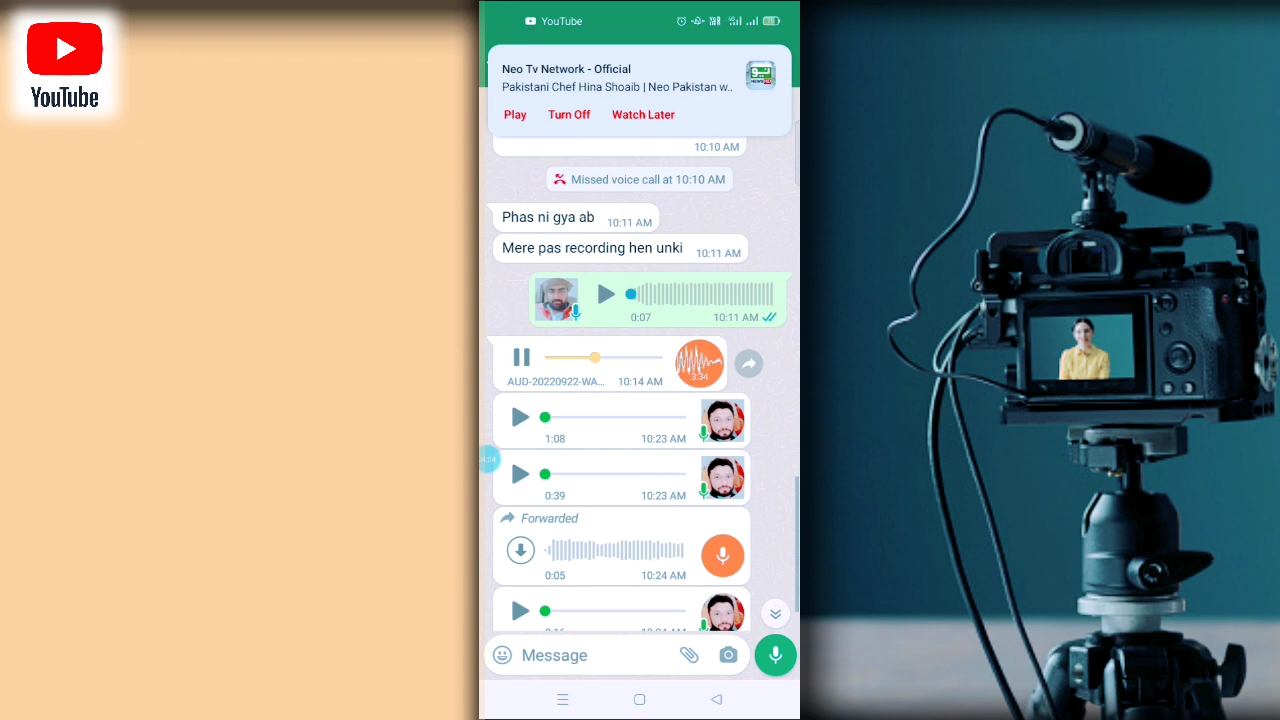 YouTube
YouTube
Neo Tv Network - Official
Pakistani Chef Hina Shoaib | Neo Pakistan w..
Play Turn Off Watch Later
10:10 AM
Missed voice call at 10:10 AM
Phas ni gya ab 10:11 AM
Mere pas recording hen unki 10:11 AM
0:07 10:11 AM
3:34
AUD-20220922-WA... 10:14 AM
1:08 10:23 AM
0:39 10:23 AM
Forwarded
0:05 10:24 AM
Message